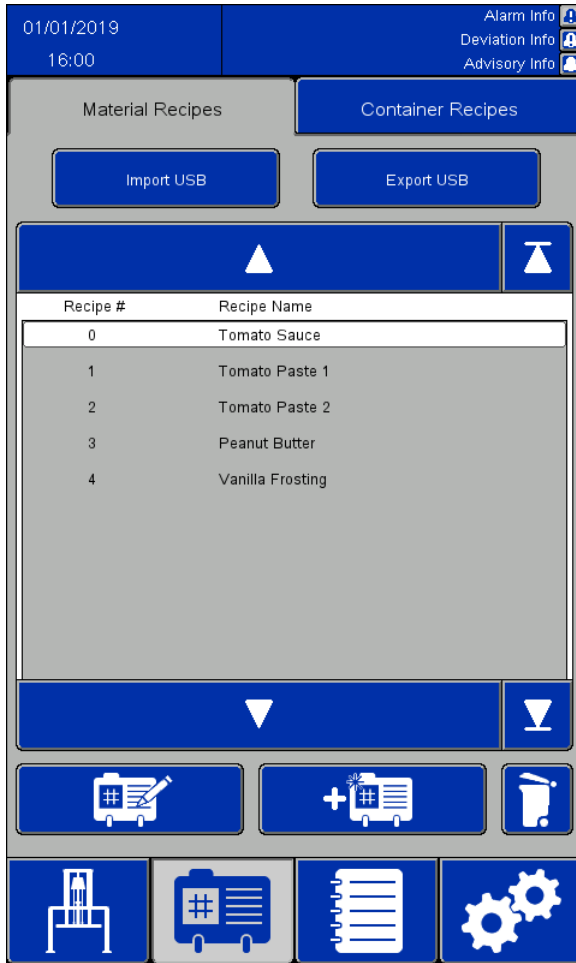 01/01/2019
16:00
Alarm Info
Deviation Info
Advisory Info
Material Recipes
Container Recipes
Import USB
Export USB
Recipe # Recipe Name
0 Tomato Sauce
1 Tomato Paste 1
2 Tomato Paste 2
3 Peanut Butter
4 Vanilla Frosting
#
+ #
#